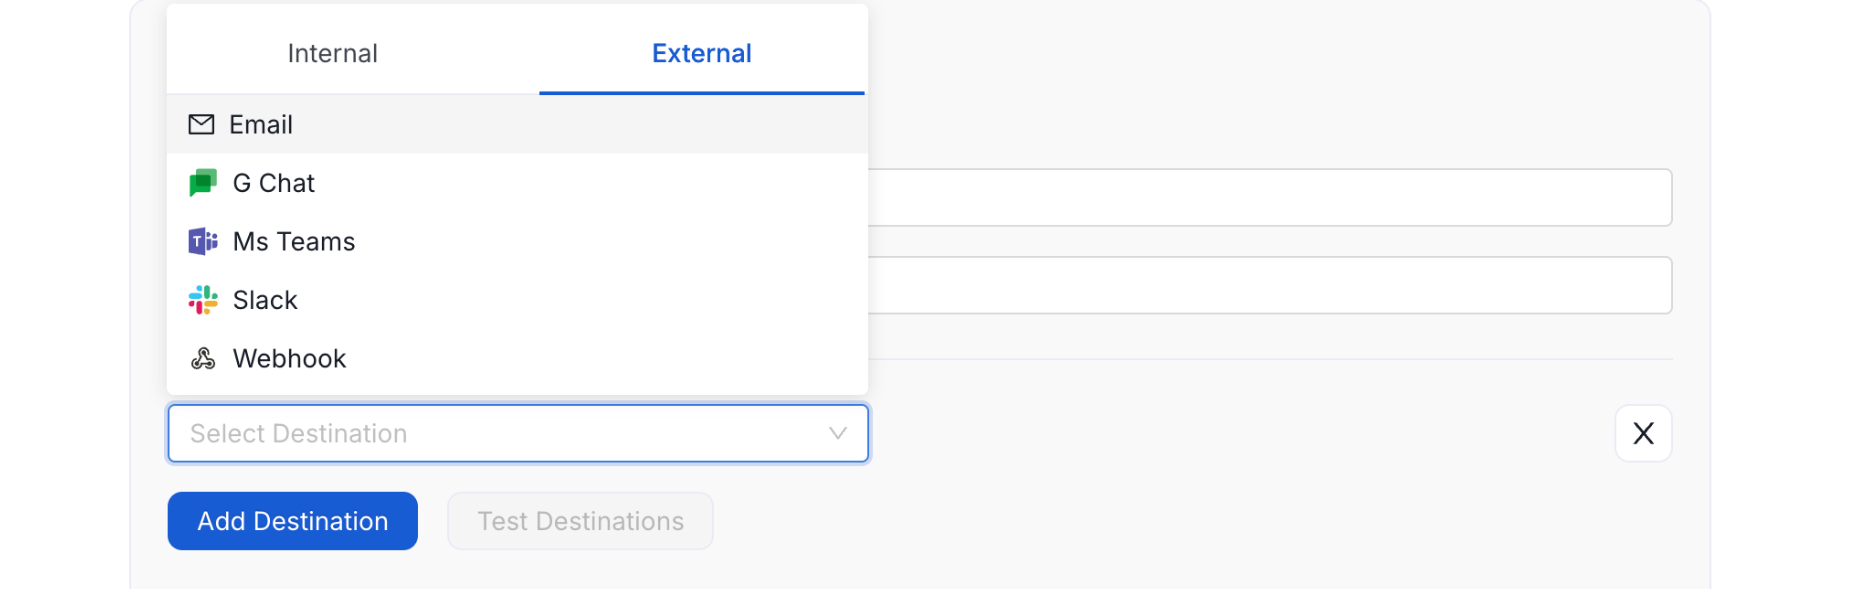 Internal
External
Email
G Chat
Ms Teams
Slack
Webhook
Select Destination
X
Add Destination
Test Destinations